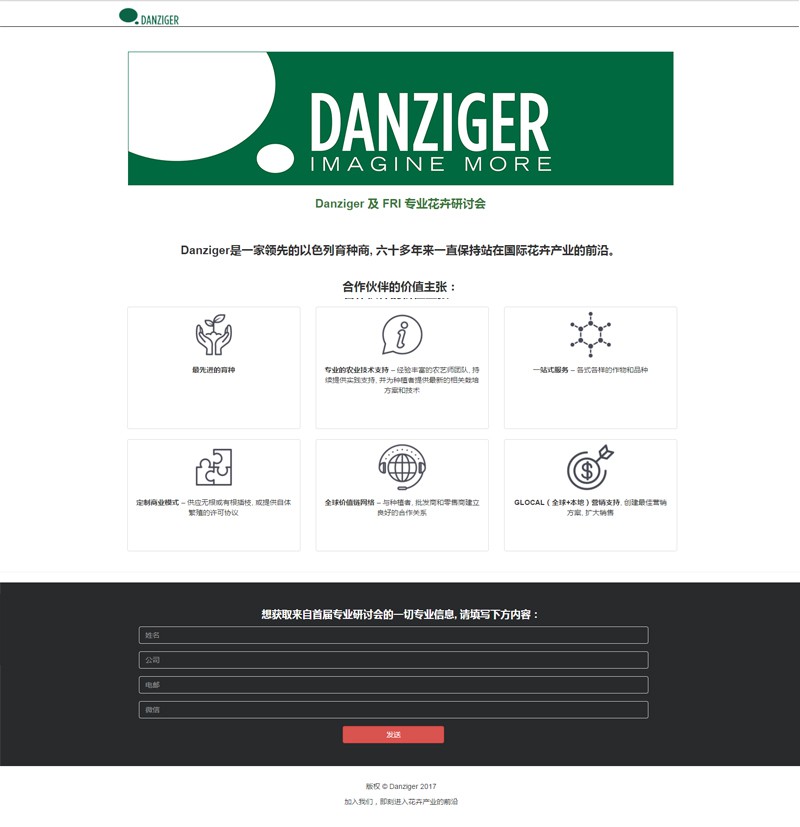 DANZIGER
DANZIGER
IMAGINE MORE
Danziger 及 FRI 专业花卉研讨会
Danziger是一家领先的以色列育种商, 六十多年来一直保持站在国际花卉产业的前沿。
合作伙伴的价值主张：
最先进的育种
专业的农业技术支持 – 经验丰富的农艺师团队, 持
续提供实践支持, 并为种植者提供最新的相关栽培
方案和技术
一站式服务 – 各式各样的作物和品种
定制商业模式 – 供应无根或有根插枝, 或提供自体
繁殖的许可协议
全球价值链网络 – 与种植者, 批发商和零售商建立
良好的合作关系
GLOCAL ( 全球+本地 ) 营销支持, 创建最佳营销
方案, 扩大销售
想获取来自首届专业研讨会的一切专业信息, 请填写下方内容：
姓名
公司
电邮
微信
发送
版权 © Danziger 2017
加入我们，即刻进入花卉产业的前沿